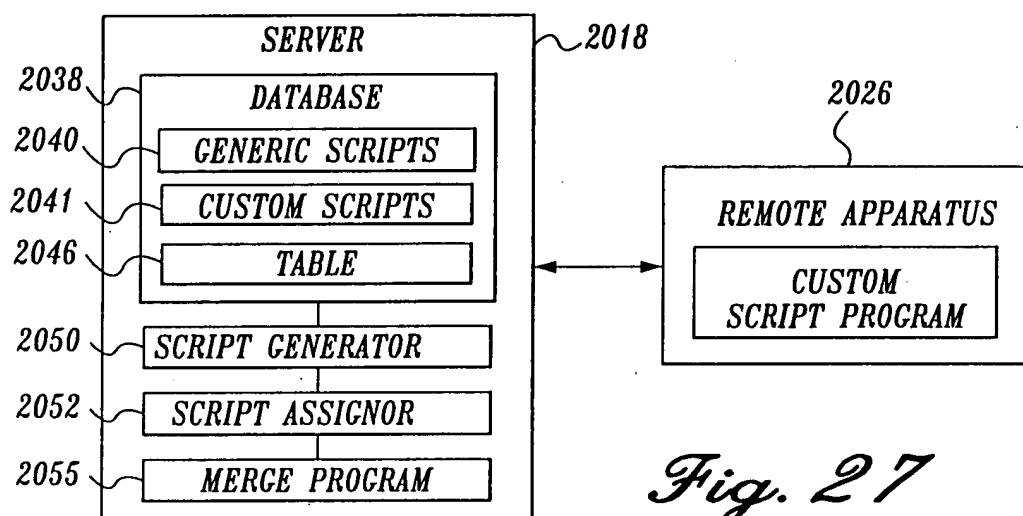 SERVER
2018
2038
DATABASE
2040
GENERIC SCRIPTS
2041
CUSTOM SCRIPTS
2046
TABLE
2050
SCRIPT GENERATOR
2052
SCRIPT ASSIGNOR
2055
MERGE PROGRAM
2026
REMOTE APPARATUS
CUSTOM
SCRIPT PROGRAM
Fig. 27